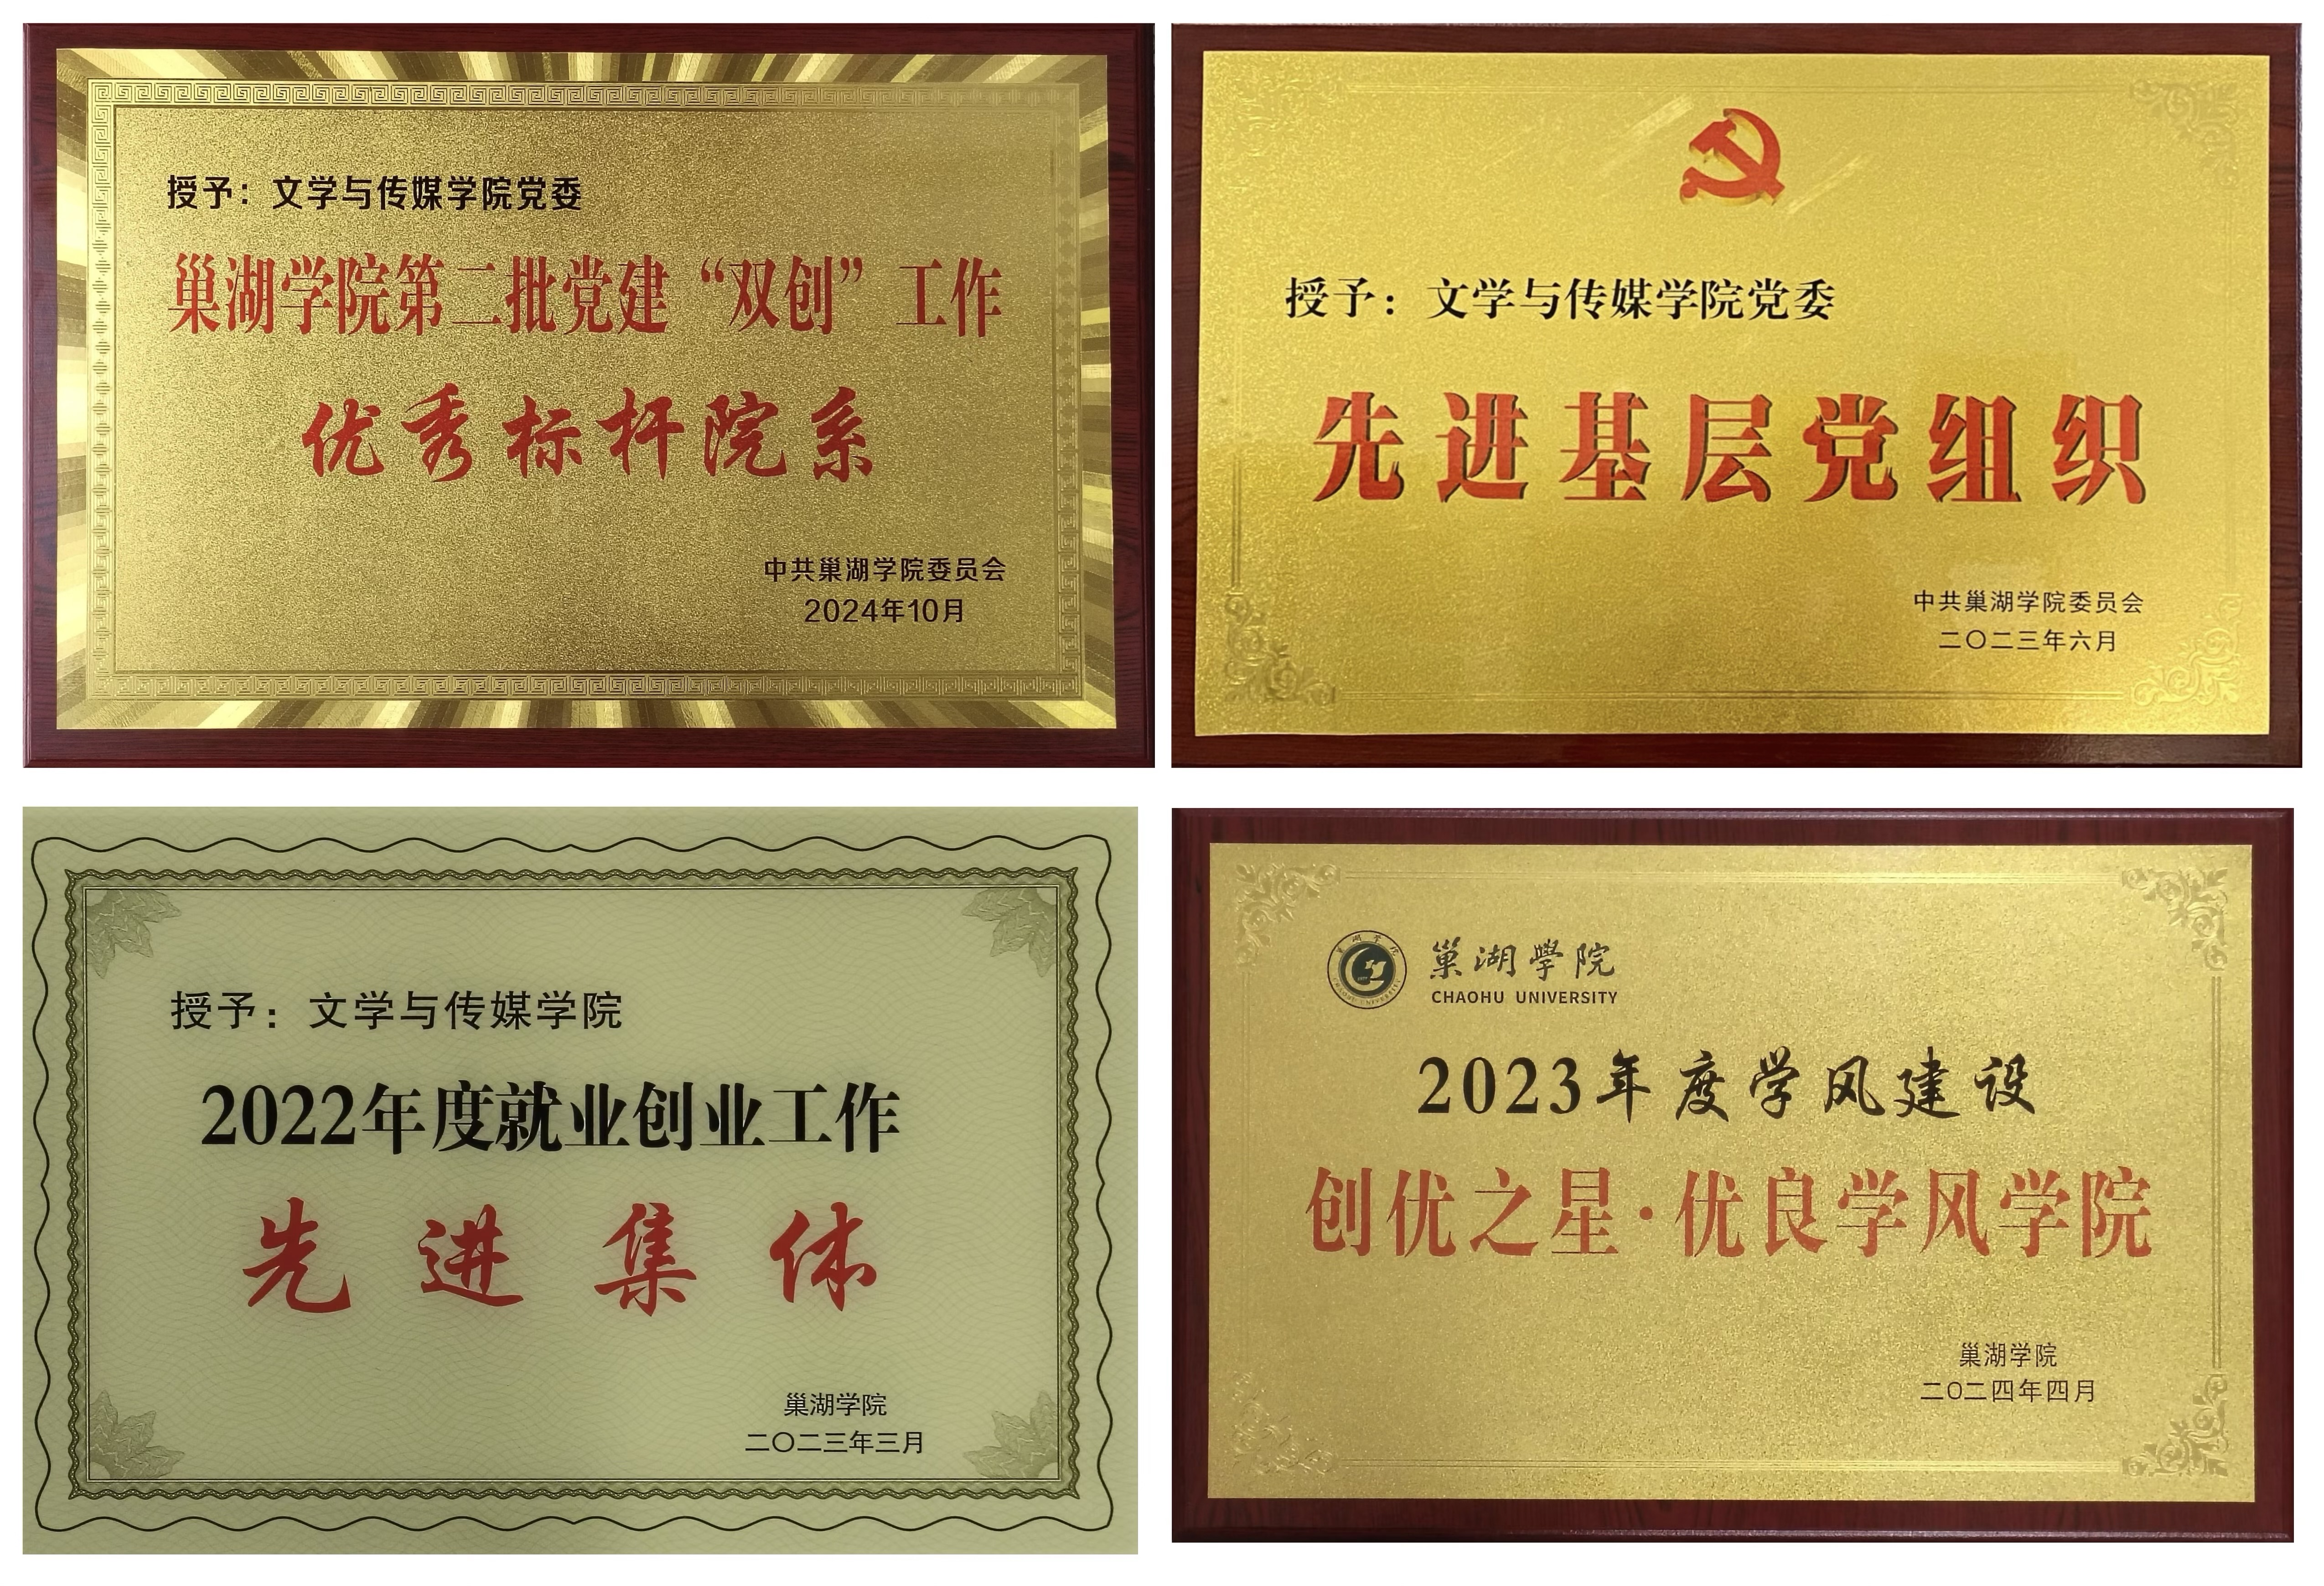 授予：文学与传媒学院党委
巢湖学院第二批党建“双创”工作
优秀标杆院系
中共巢湖学院委员会
2024年10月
授予：文学与传媒学院党委
先进基层党组织
中共巢湖学院委员会
二〇二三年六月
授予：文学与传媒学院
2022年度就业创业工作
先进集体
巢湖学院
二〇二三年三月
巢湖學院
CHAOHU UNIVERSITY
2023年度学风建设
创优之星·优良学风学院
巢湖学院
二〇二四年四月